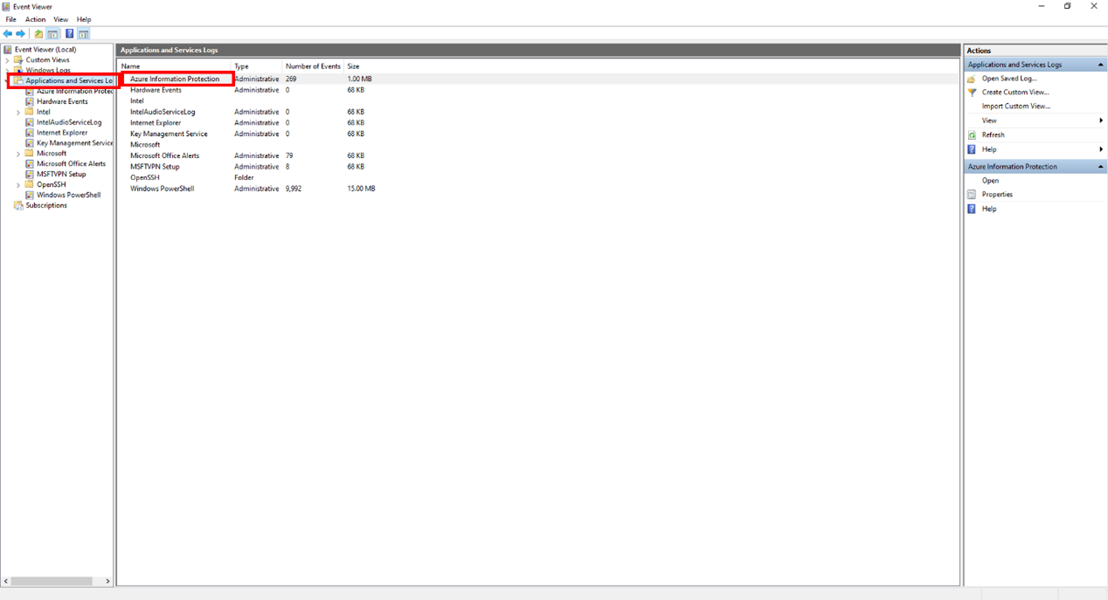 Event Viewer
File Action View Help
Event Viewer (Local)
Custom Views
Windows Logs
Applications and Services Lo
Azure Information Protec
Hardware Events
Intel
IntelAudioServiceLog
Internet Explorer
Key Management Service
Microsoft
Microsoft Office Alerts
MSFTVPN Setup
OpenSSH
Windows PowerShell
Subscriptions
Applications and Services Logs
Name Type Number of Events Size
Azure Information Protection Administrative 269 1.00 MB
Hardware Events Administrative 0 68 KB
Intel
IntelAudioServiceLog Administrative 0 68 KB
Internet Explorer Administrative 0 68 KB
Key Management Service Administrative 0 68 KB
Microsoft
Microsoft Office Alerts Administrative 79 68 KB
MSFTVPN Setup Administrative 8 68 KB
OpenSSH Folder
Windows PowerShell Administrative 9,992 15.00 MB
Actions
Applications and Services Logs
Open Saved Log...
Create Custom View...
Import Custom View...
View
Refresh
Help
Azure Information Protection
Open
Properties
Help